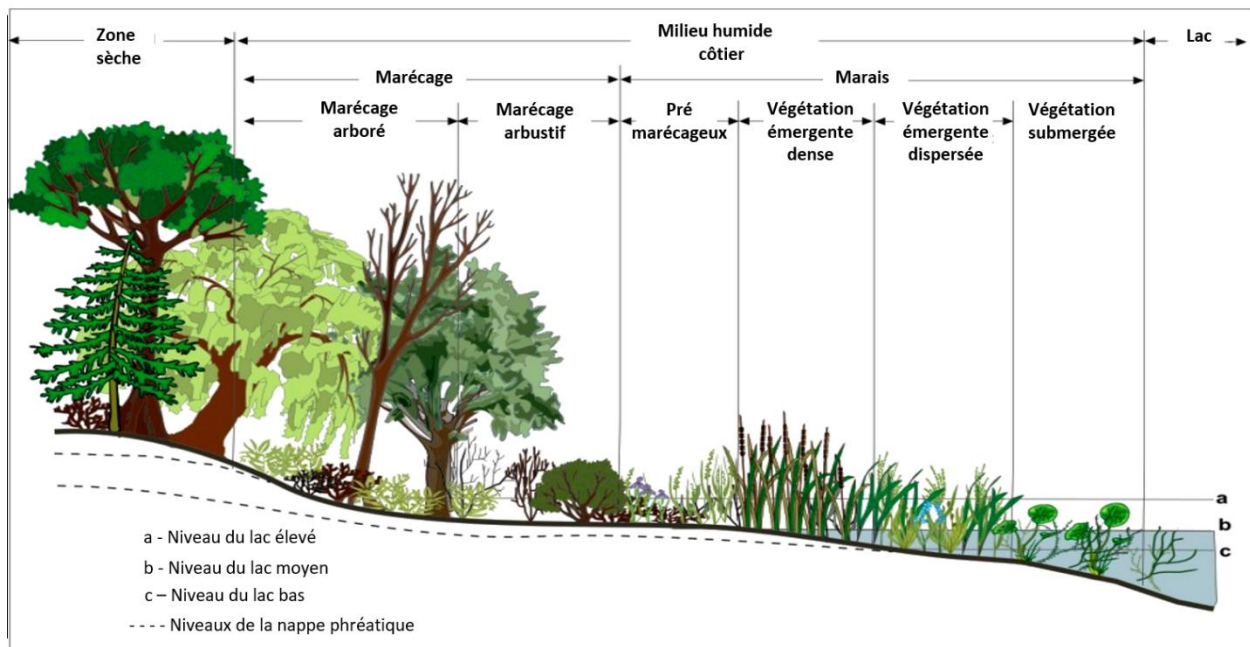 Zone
sèche
Milieu humide
côtier
Lac
Marécage
Marais
Marécage
arboré
Marécage
arbustif
Pré
marécageux
Végétation
émergente
dense
Végétation
émergente
dispersée
Végétation
submergée
a
b
c
a - Niveau du lac élevé
b - Niveau du lac moyen
c – Niveau du lac bas
- - - - Niveaux de la nappe phréatique